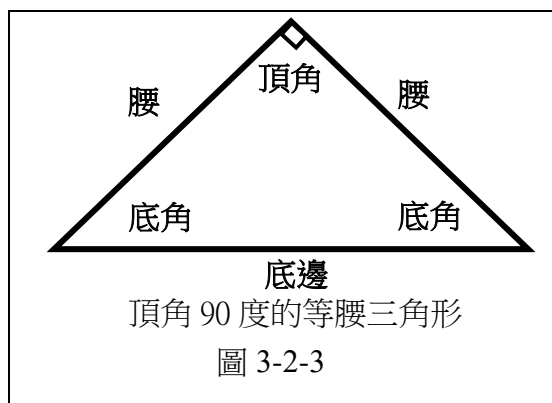 頂角
腰
腰
底角
底角
底邊
頂角 90 度的等腰三角形
圖 3-2-3